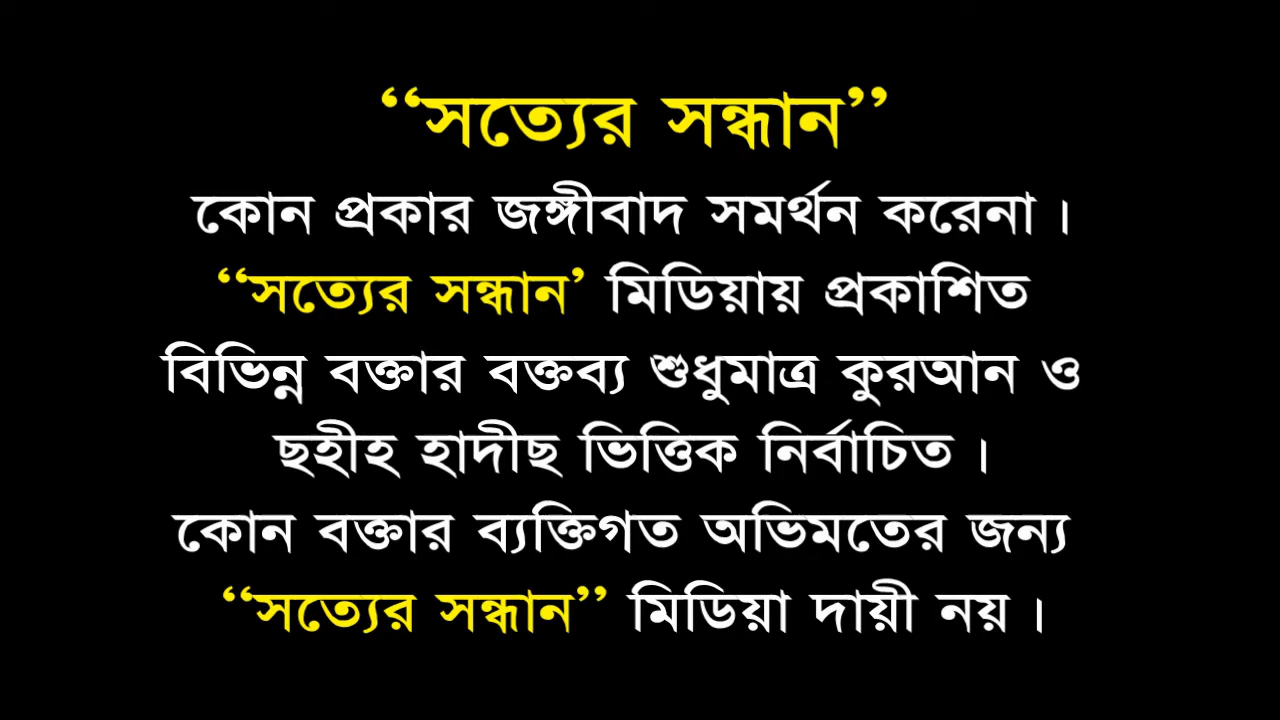 ‘‘সত্যের সন্ধান’’
কোন প্রকার জঙ্গীবাদ সমর্থন করেনা।
‘‘সত্যের সন্ধান’ মিডিয়ায় প্রকাশিত
বিভিন্ন বক্তার বক্তব্য শুধুমাত্র কুরআন ও
ছহীহ হাদীছ ভিত্তিক নির্বাচিত।
কোন বক্তার ব্যক্তিগত অভিমতের জন্য
‘‘সত্যের সন্ধান’’ মিডিয়া দায়ী নয়।